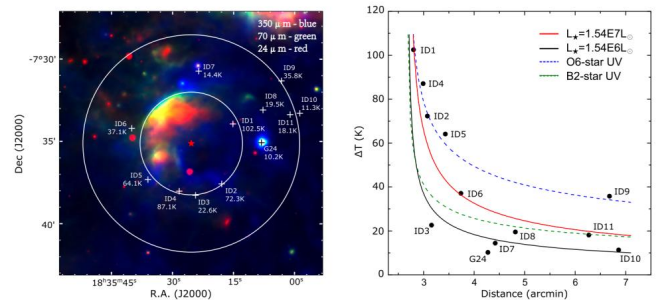 350 μm - blue
70 μm - green
24 μm - red
ID7
14.4K
ID9
35.8K
ID8
19.5K
ID10
11.3K
ID11
18.1K
ID1
102.5K
ID6
37.1K
G24
10.2K
ID5
64.1K
ID4
87.1K
ID3
22.6K
ID2
72.3K
-7°30'
35'
40'
Dec (J2000)
18h35m45s
30s
15s
00s
R.A. (J2000)
L⋆=1.54E7L☉
L⋆=1.54E6L☉
O6-star UV
B2-star UV
ID1
ID4
ID2
ID5
ID6
ID9
ID3
ID8
ID11
G24
ID7
ID10
120
100
80
60
40
20
0
ΔT (K)
2 3 4 5 6 7
Distance (arcmin)